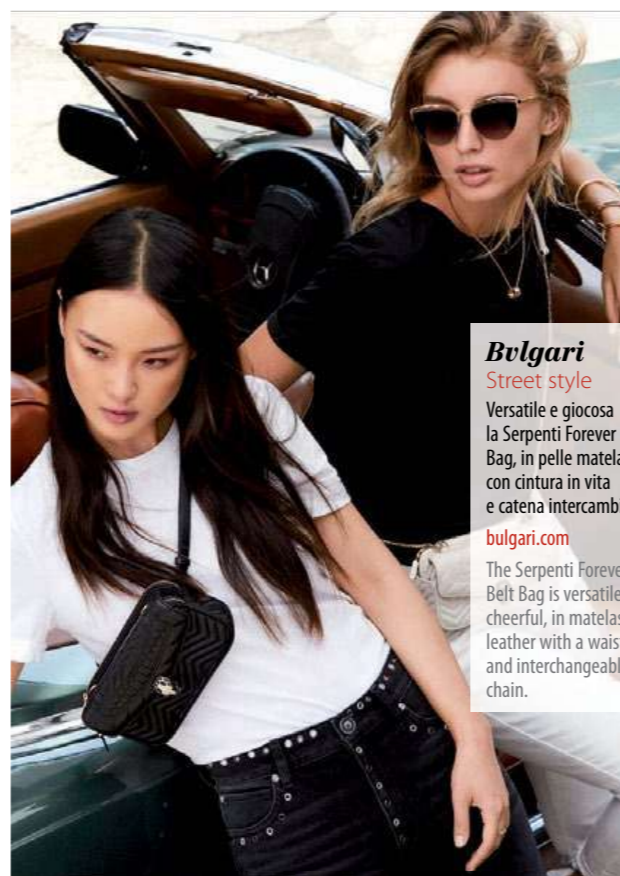 Bvlgari
Street style
Versatile e giocosa
la Serpenti Forever
Bag, in pelle matela
con cintura in vita
e catena intercambi
bulgari.com
The Serpenti Foreve
Belt Bag is versatile
cheerful, in matelas
leather with a wais
and interchangeabl
chain.